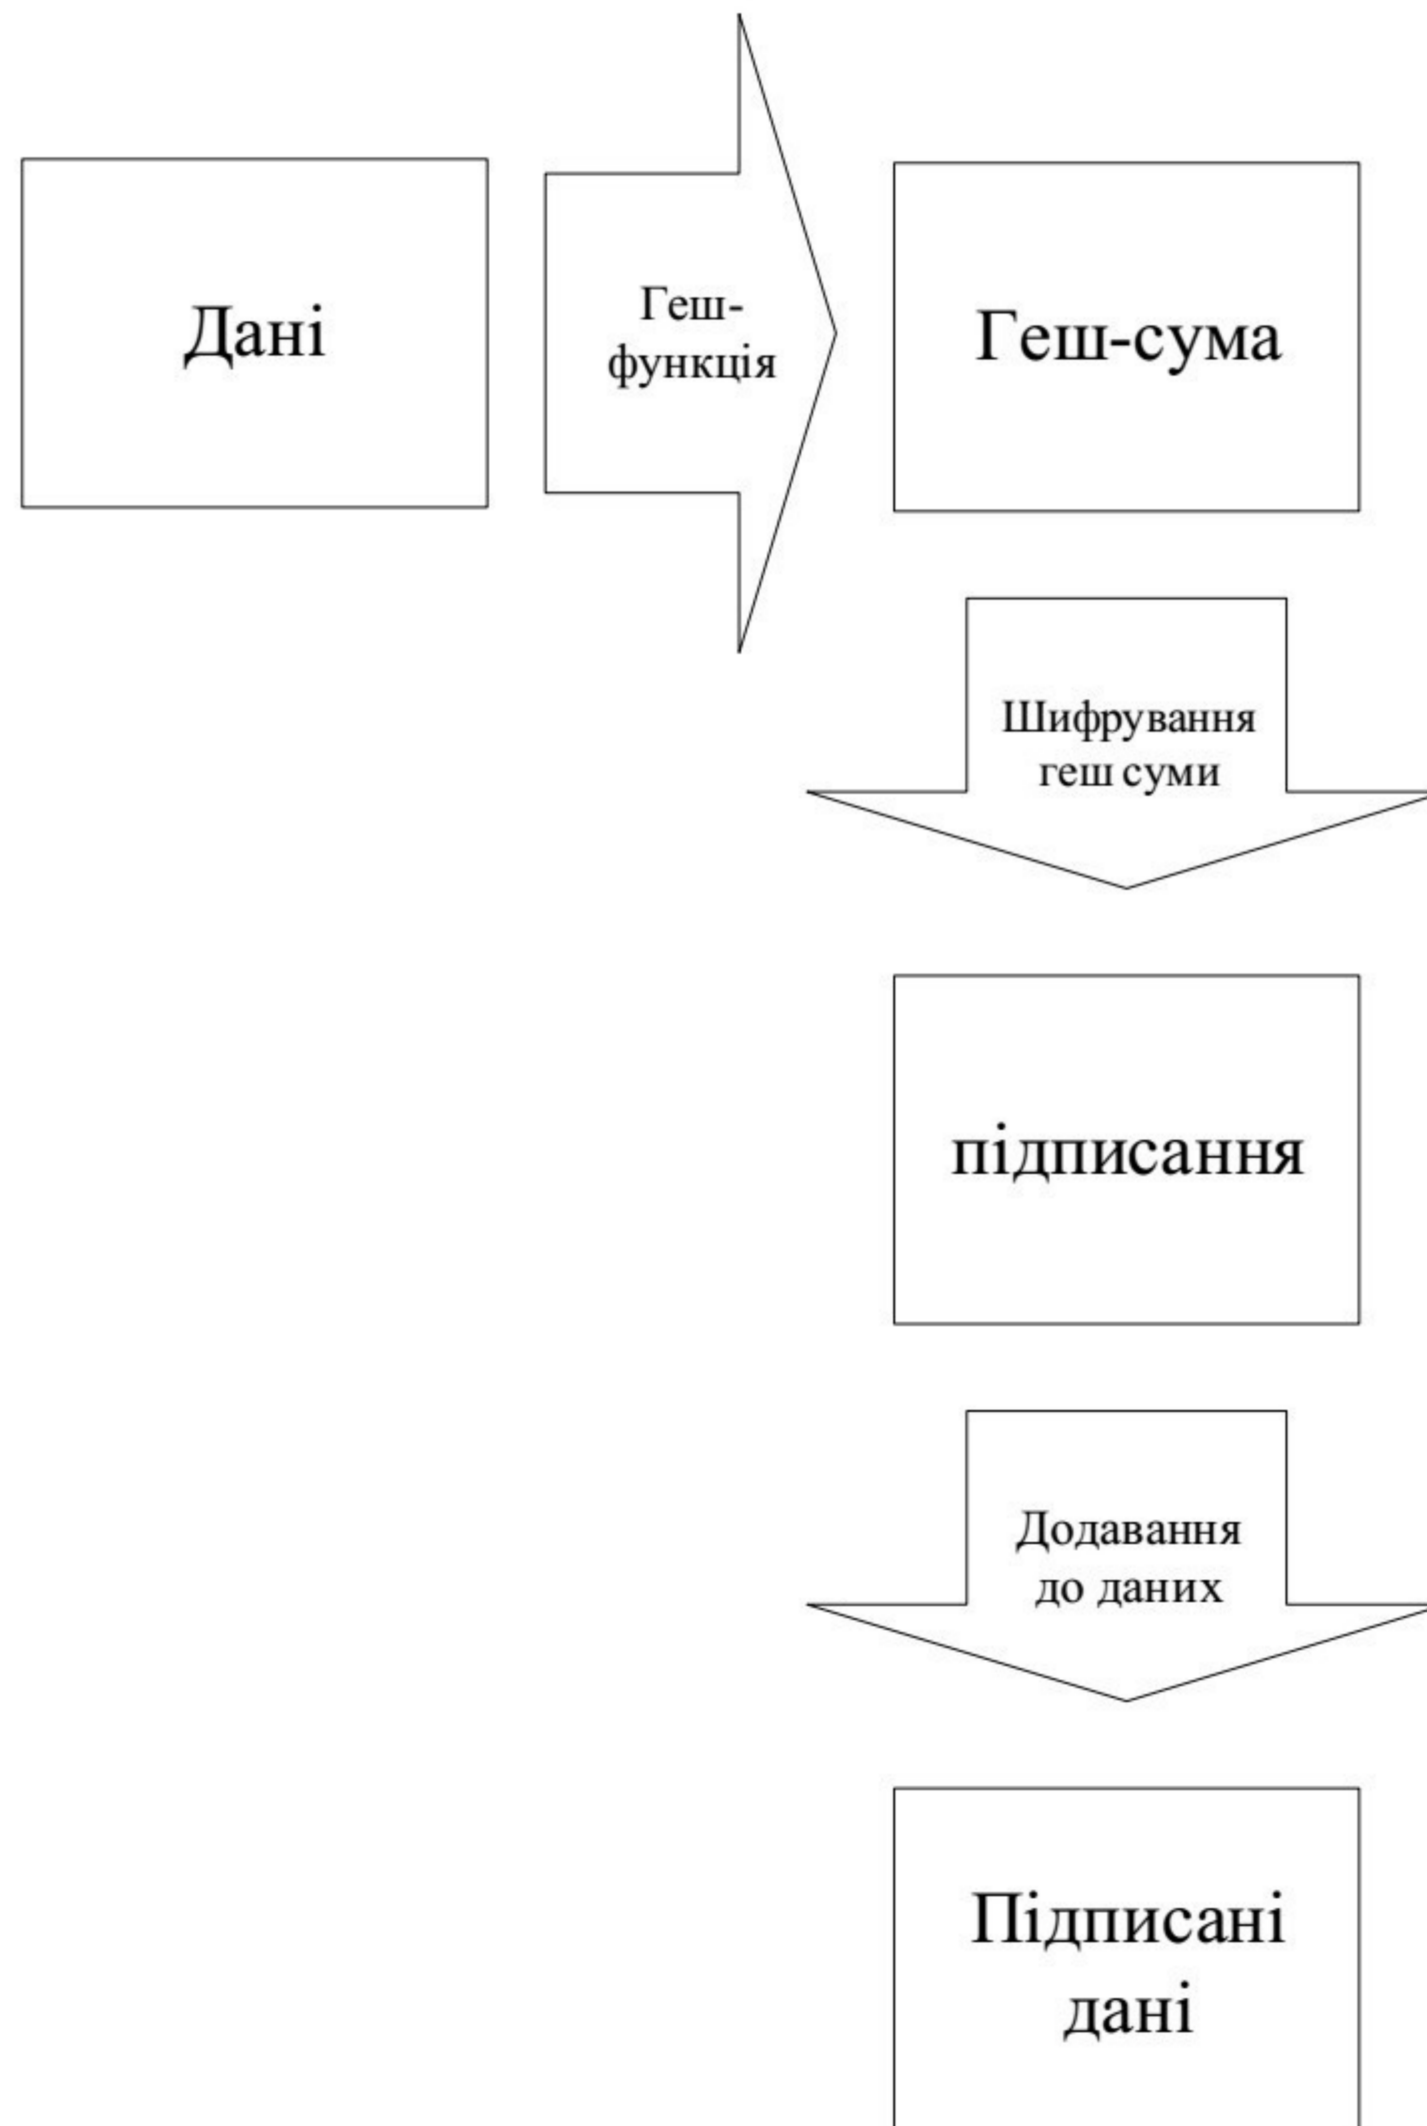 Дані
Геш-
функція
Геш-сума
Шифрування
геш суми
підписання
Додавання
до даних
Підписані
дані